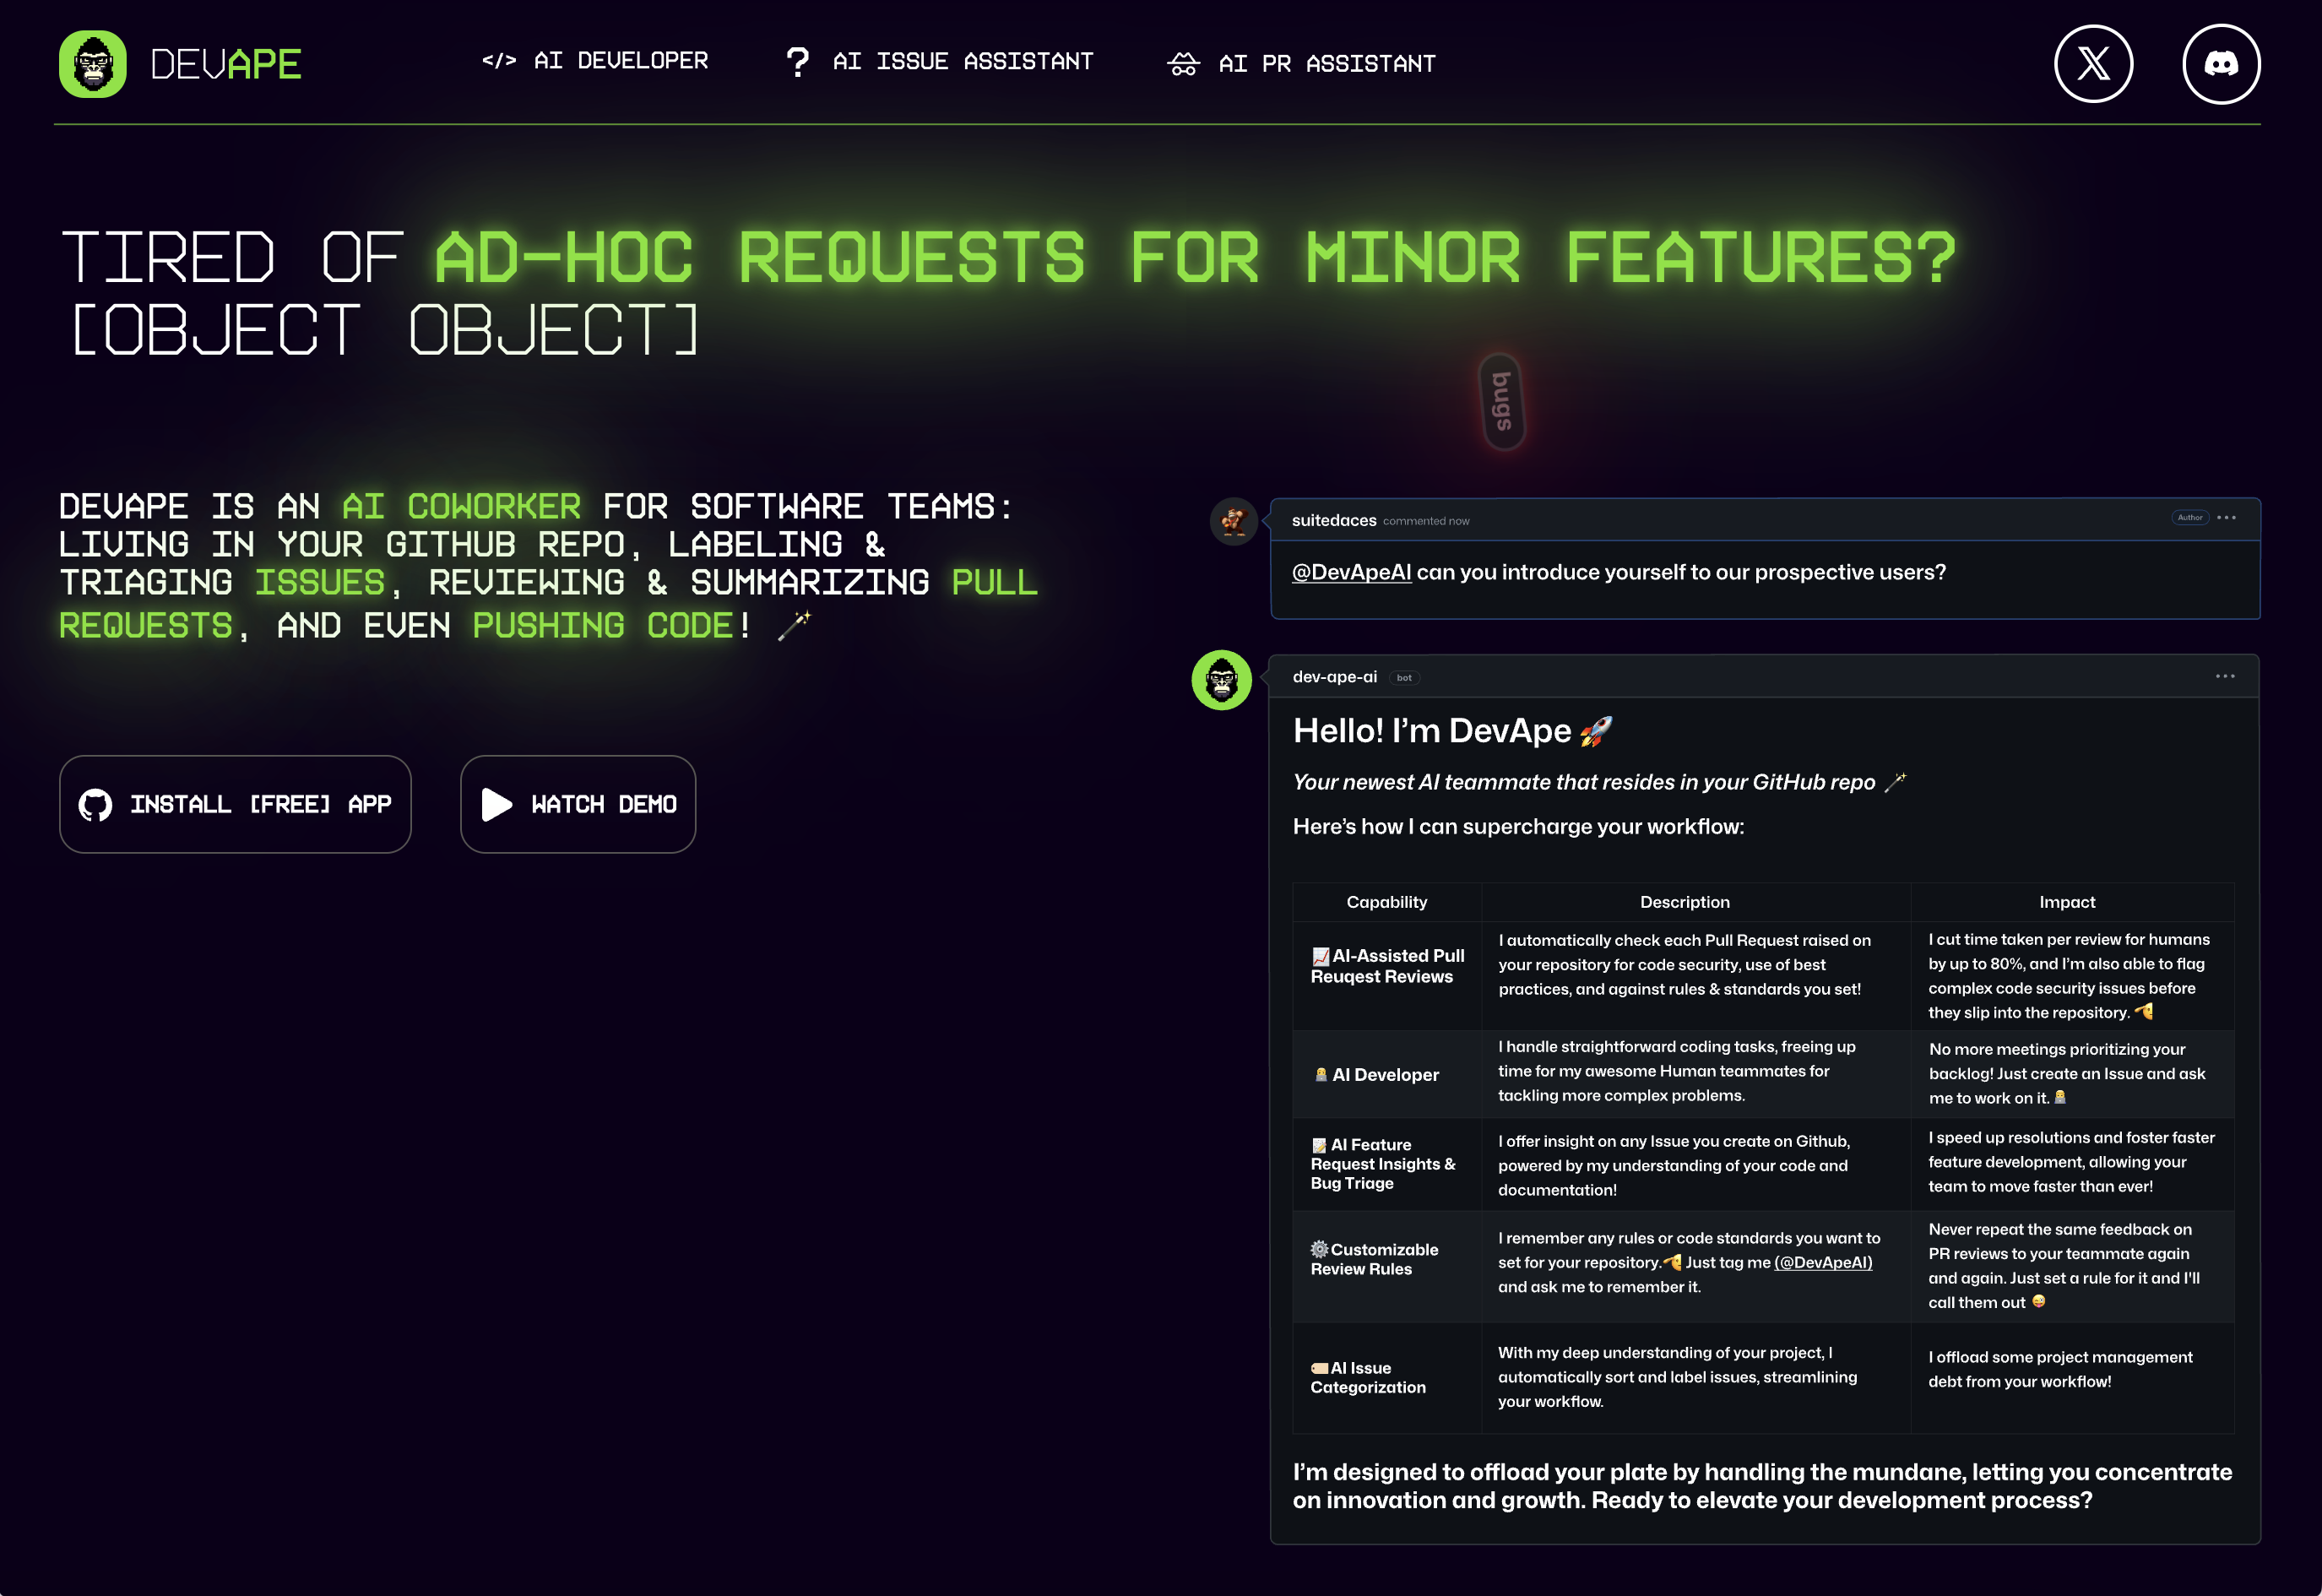 DEVAPE
</> AI DEVELOPER
? AI ISSUE ASSISTANT
AI PR ASSISTANT
TIRED OF AD-HOC REQUESTS FOR MINOR FEATURES?
[OBJECT OBJECT]
bugs
DEVAPE IS AN AI COWORKER FOR SOFTWARE TEAMS:
LIVING IN YOUR GITHUB REPO, LABELING &
TRIAGING ISSUES, REVIEWING & SUMMARIZING PULL
REQUESTS, AND EVEN PUSHING CODE! 🪄
INSTALL [FREE] APP
WATCH DEMO
suitedaces commented now
Author
@DevApeAI can you introduce yourself to our prospective users?
dev-ape-ai bot
Hello! I’m DevApe 🚀
Your newest AI teammate that resides in your GitHub repo 🪄
Here’s how I can supercharge your workflow:
Capability
Description
Impact
📈AI-Assisted Pull
Reuqest Reviews
I automatically check each Pull Request raised on
your repository for code security, use of best
practices, and against rules & standards you set!
I cut time taken per review for humans
by up to 80%, and I’m also able to flag
complex code security issues before
they slip into the repository. 🫡
👨‍💻 AI Developer
I handle straightforward coding tasks, freeing up
time for my awesome Human teammates for
tackling more complex problems.
No more meetings prioritizing your
backlog! Just create an Issue and ask
me to work on it. 👨‍💻
📝 AI Feature
Request Insights &
Bug Triage
I offer insight on any Issue you create on Github,
powered by my understanding of your code and
documentation!
I speed up resolutions and foster faster
feature development, allowing your
team to move faster than ever!
⚙️Customizable
Review Rules
I remember any rules or code standards you want to
set for your repository.🫡 Just tag me (@DevApeAI)
and ask me to remember it.
Never repeat the same feedback on
PR reviews to your teammate again
and again. Just set a rule for it and I'll
call them out 😜
🏷️AI Issue
Categorization
With my deep understanding of your project, I
automatically sort and label issues, streamlining
your workflow.
I offload some project management
debt from your workflow!
I’m designed to offload your plate by handling the mundane, letting you concentrate
on innovation and growth. Ready to elevate your development process?